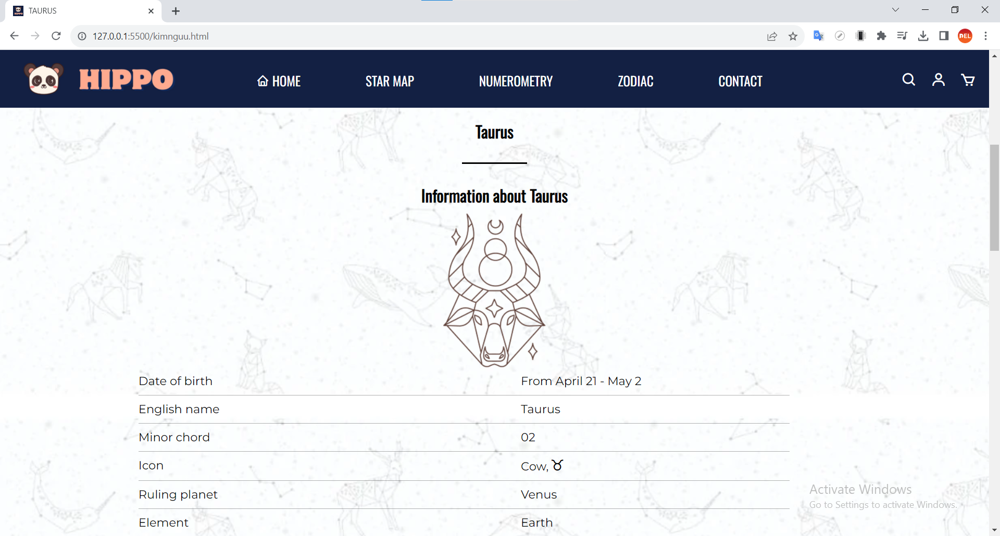 TAURUS
127.0.0.1:5500/kimnguu.html
DEL
HIPPO
HOME STAR MAP NUMEROMETRY ZODIAC CONTACT
Taurus
Information about Taurus
Date of birth From April 21 - May 2
English name Taurus
Minor chord 02
Icon Cow, ♉
Ruling planet Venus
Element Earth
Activate Windows
Go to Settings to activate Windows.